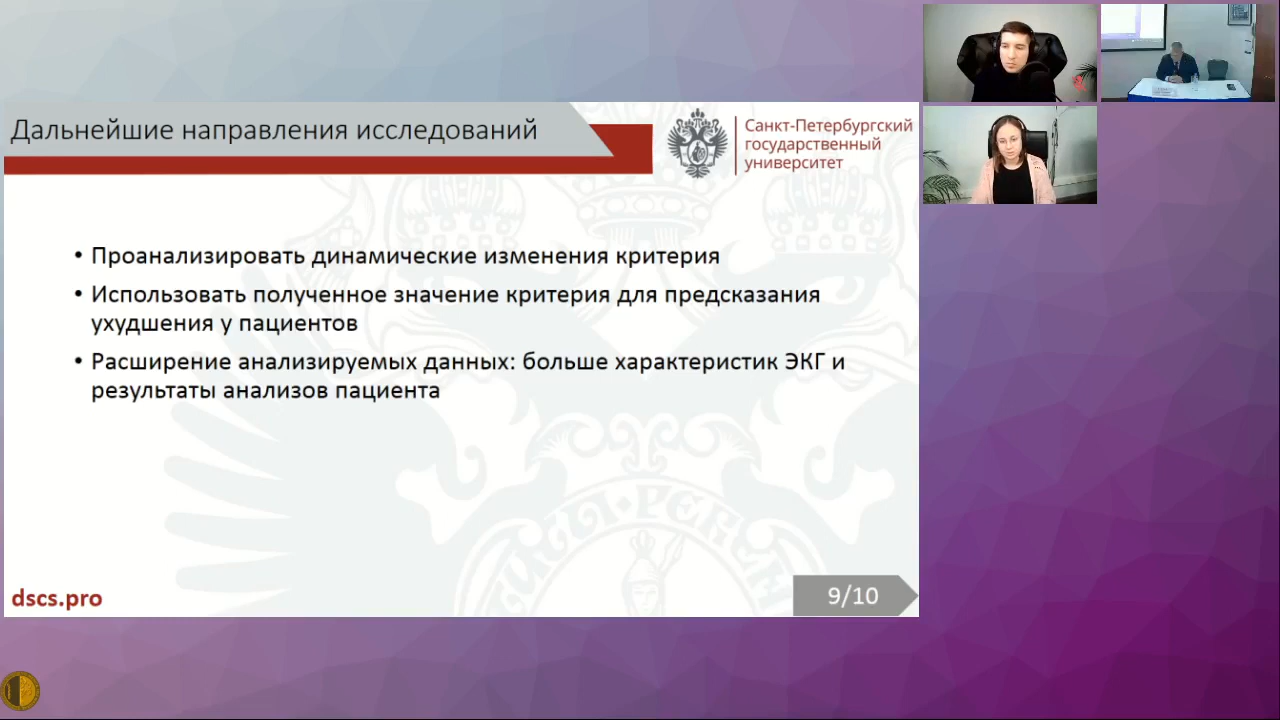 Дальнейшие направления исследований
Санкт-Петербургский
государственный
университет
• Проанализировать динамические изменения критерия
• Использовать полученное значение критерия для предсказания
ухудшения у пациентов
• Расширение анализируемых данных: больше характеристик ЭКГ и
результаты анализов пациента
dscs.pro
9/10